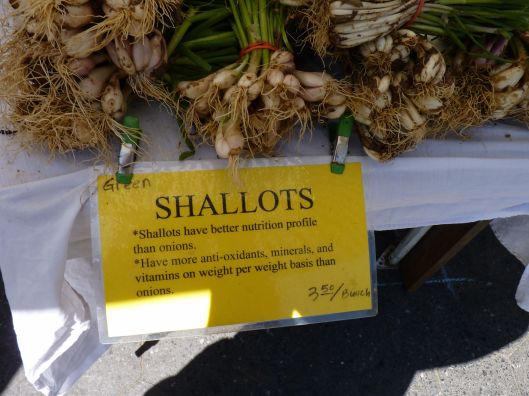 Green
SHALLOTS
*Shallots have better nutrition profile
than onions.
*Have more anti-oxidants, minerals, and
vitamins on weight per weight basis than
onions.
3.50/Bunch